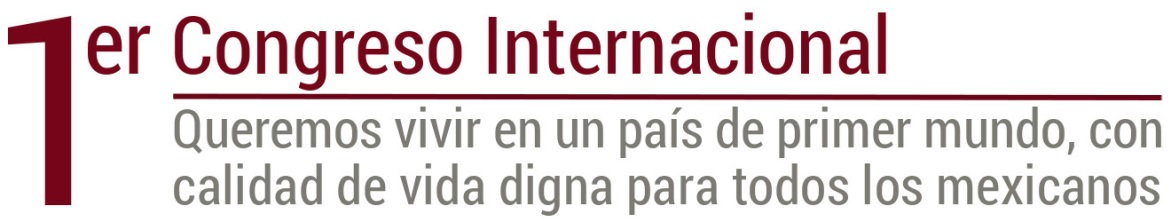 1er Congreso Internacional
Queremos vivir en un país de primer mundo, con
calidad de vida digna para todos los mexicanos